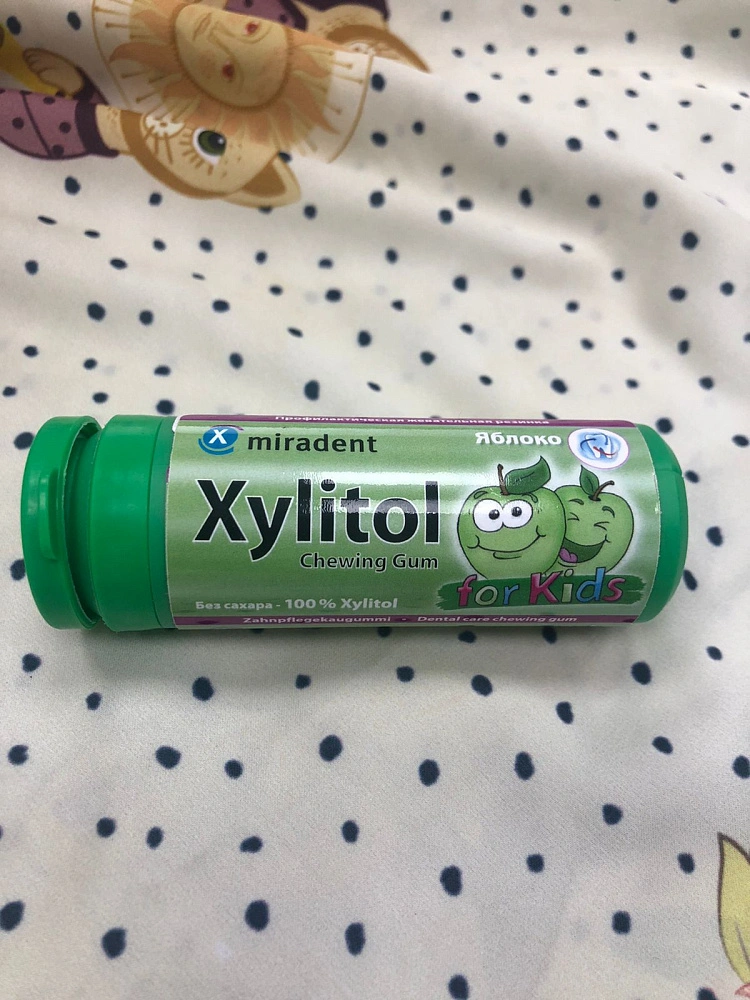 Профилактическая жевательная резинка
X miradent
Яблоко
Xylitol
Chewing Gum
for Kids
Без сахара - 100 % Xylitol
Zahnpflegekaugummi • Dental care chewing gum